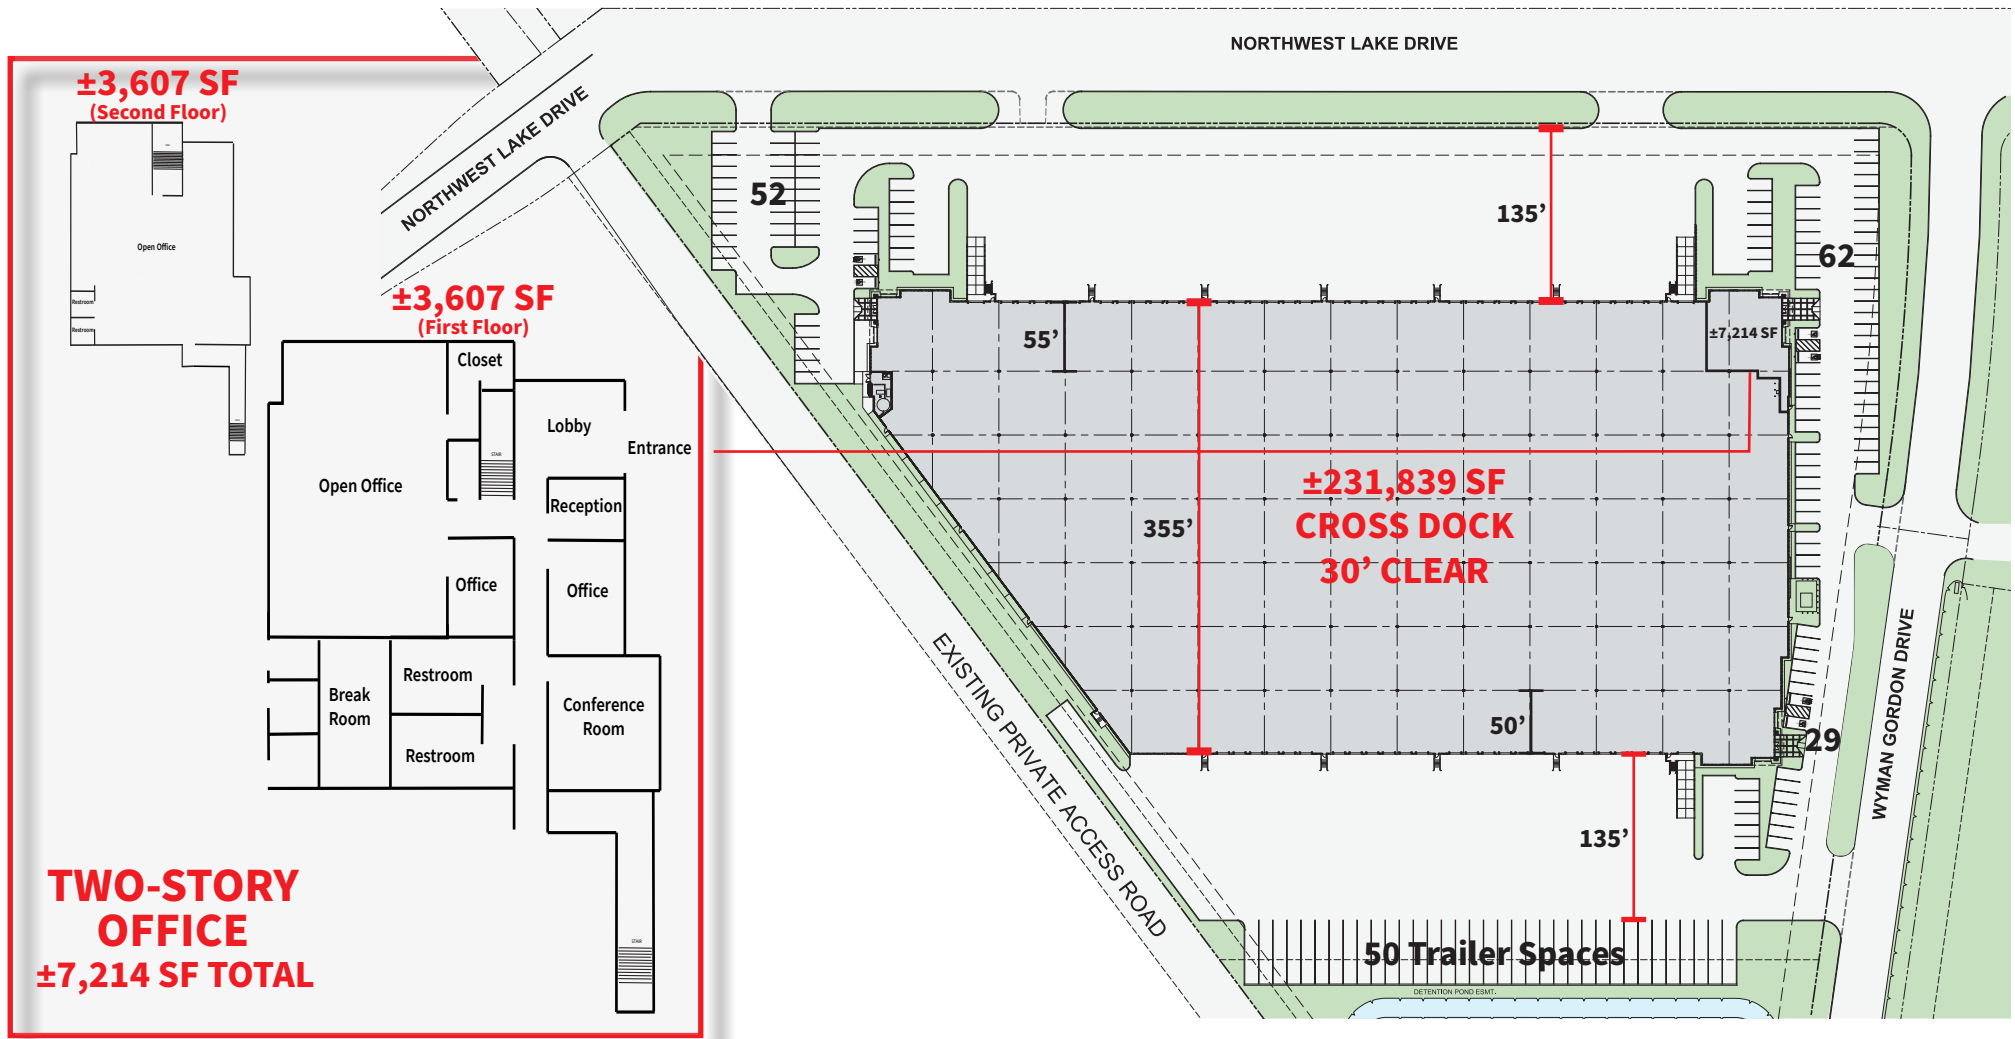 NORTHWEST LAKE DRIVE
±3,607 SF
(Second Floor)
NORTHWEST LAKE DRIVE
Open Office
Restroom
Restroom
±3,607 SF
(First Floor)
Closet
Lobby
Entrance
STAIR
Open Office
Reception
Office
Office
Restroom
Break
Room
Conference
Room
Restroom
STAIR
TWO-STORY
OFFICE
±7,214 SF TOTAL
52
135’
62
55’
±7,214 SF
±231,839 SF
CROSS DOCK
30’ CLEAR
355’
50’
29
135’
EXISTING PRIVATE ACCESS ROAD
WYMAN GORDON DRIVE
50 Trailer Spaces
DETENTION POND ESMT.